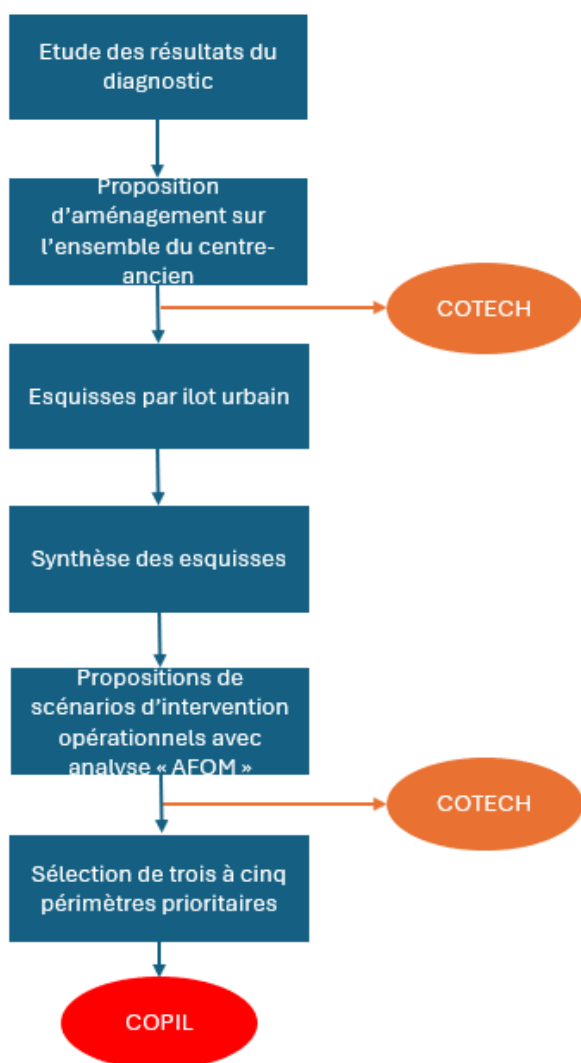 Etude des résultats du
diagnostic
Proposition
d’aménagement sur
l’ensemble du centre-
ancien
COTECH
Esquisses par ilot urbain
Synthèse des esquisses
Propositions de
scénarios d’intervention
opérationnels avec
analyse « AFOM »
COTECH
Sélection de trois à cinq
périmètres prioritaires
COPIL